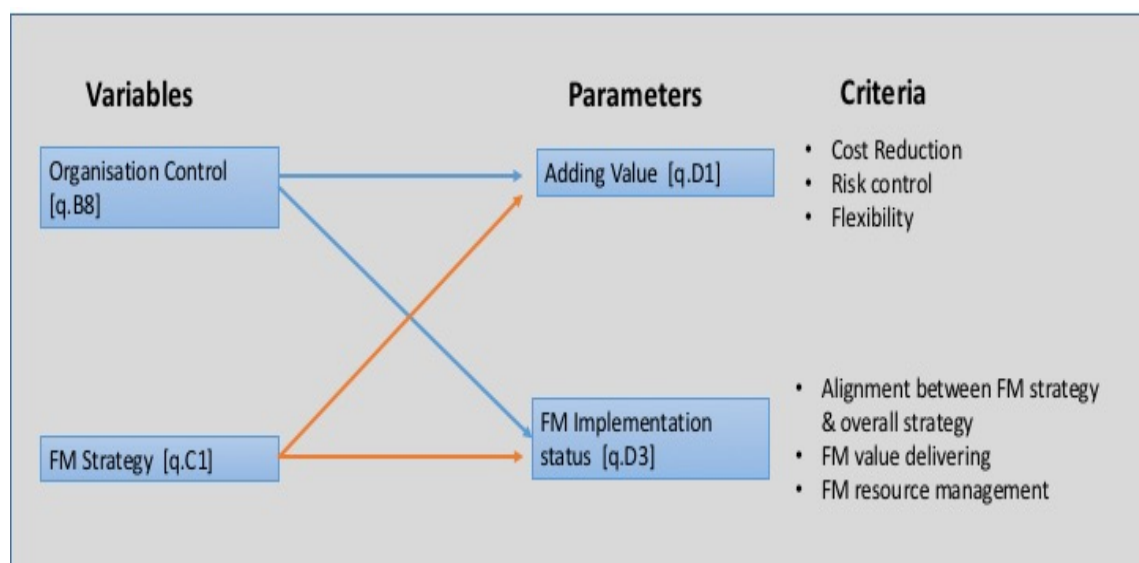 Variables
Parameters
Criteria
Organisation Control
[q.B8]
Adding Value [q.D1]
• Cost Reduction
• Risk control
• Flexibility
FM Strategy [q.C1]
FM Implementation
status [q.D3]
• Alignment between FM strategy
& overall strategy
• FM value delivering
• FM resource management